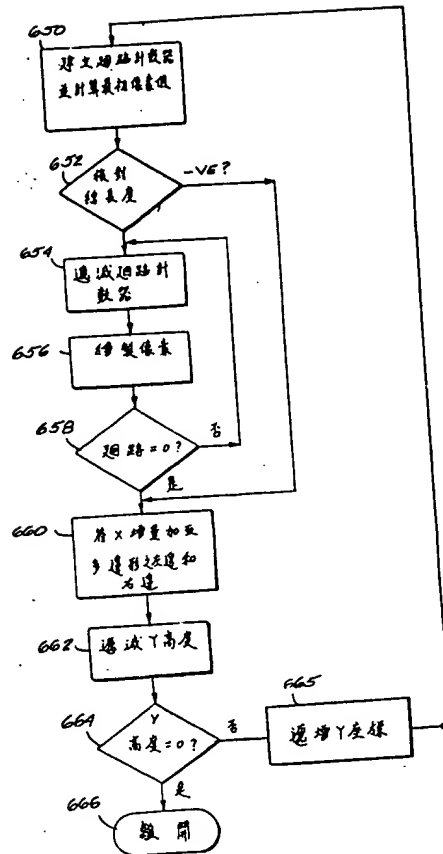 650
建立迴路計數器
並計算最初像素值
652
核對
線長度
-VE?
654
遞減迴路計
數器
656
繪製像素
658
迴路=0?
否
是
660
將X增量加至
多邊形之左邊和
右邊
662
遞減Y高度
664
Y
高度=0?
否
665
遞增Y座標
是
666
離開